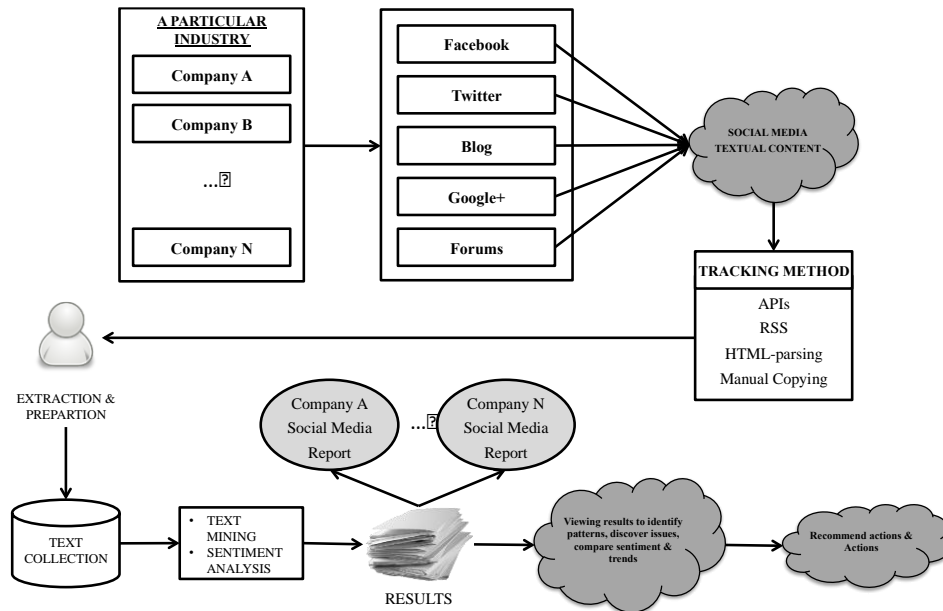 A PARTICULAR
INDUSTRY
Company A
Company B
...
Company N
Facebook
Twitter
Blog
Google+
Forums
SOCIAL MEDIA
TEXTUAL CONTENT
TRACKING METHOD
APIs
RSS
HTML-parsing
Manual Copying
EXTRACTION &
PREPARTION
TEXT
COLLECTION
• TEXT
MINING
• SENTIMENT
ANALYSIS
Company A
Social Media
Report
...
Company N
Social Media
Report
RESULTS
Viewing results to identify
patterns, discover issues,
compare sentiment &
trends
Recommend actions &
Actions